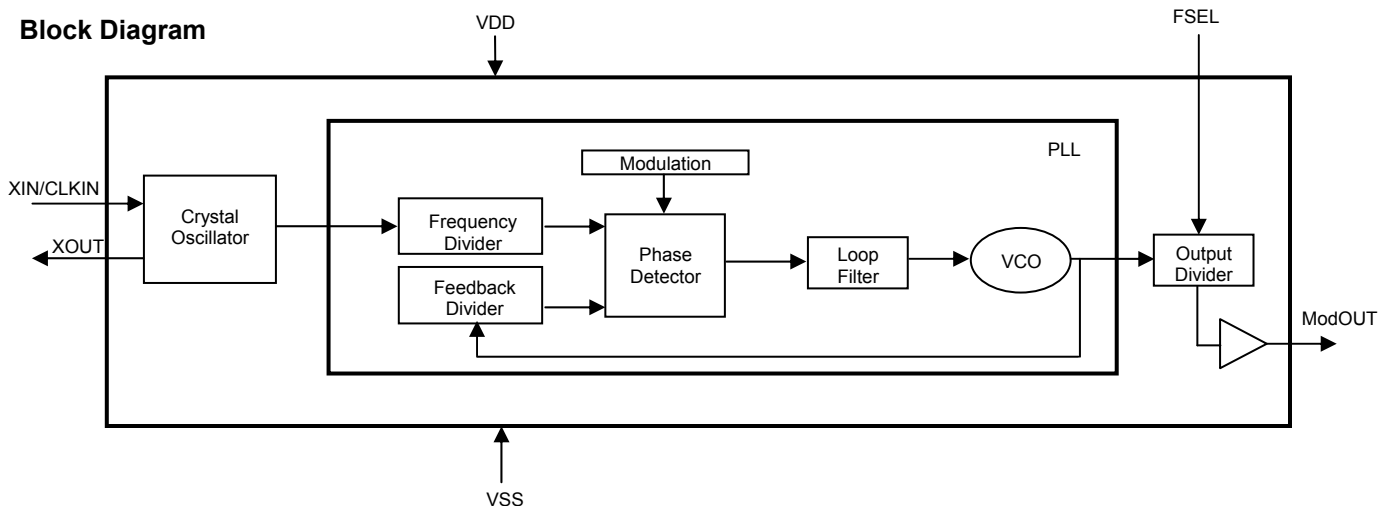 Block Diagram
VDD
FSEL
PLL
Modulation
XIN/CLKIN
XOUT
Crystal
Oscillator
Frequency
Divider
Feedback
Divider
Phase
Detector
Loop
Filter
VCO
Output
Divider
ModOUT
VSS